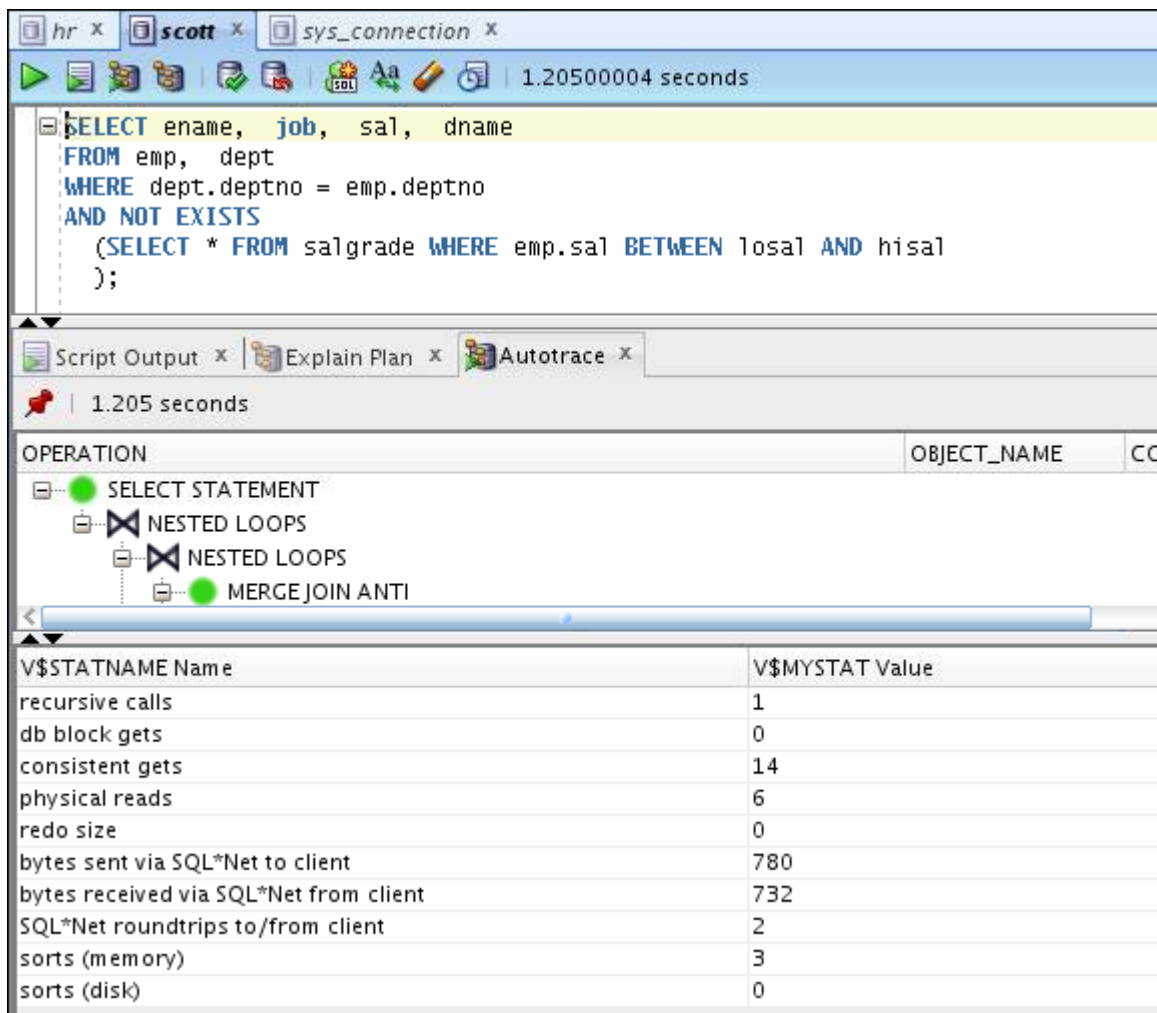 hr x scott x sys_connection x
SQL Aa 1.20500004 seconds
SELECT ename, job, sal, dname
FROM emp, dept
WHERE dept.deptno = emp.deptno
AND NOT EXISTS
(SELECT * FROM salgrade WHERE emp.sal BETWEEN losal AND hisal
);
Script Output x Explain Plan x Autotrace x
1.205 seconds
OPERATION OBJECT_NAME CO
SELECT STATEMENT
NESTED LOOPS
NESTED LOOPS
MERGE JOIN ANTI
V$STATNAME Name V$MYSTAT Value
recursive calls 1
db block gets 0
consistent gets 14
physical reads 6
redo size 0
bytes sent via SQL*Net to client 780
bytes received via SQL*Net from client 732
SQL*Net roundtrips to/from client 2
sorts (memory) 3
sorts (disk) 0